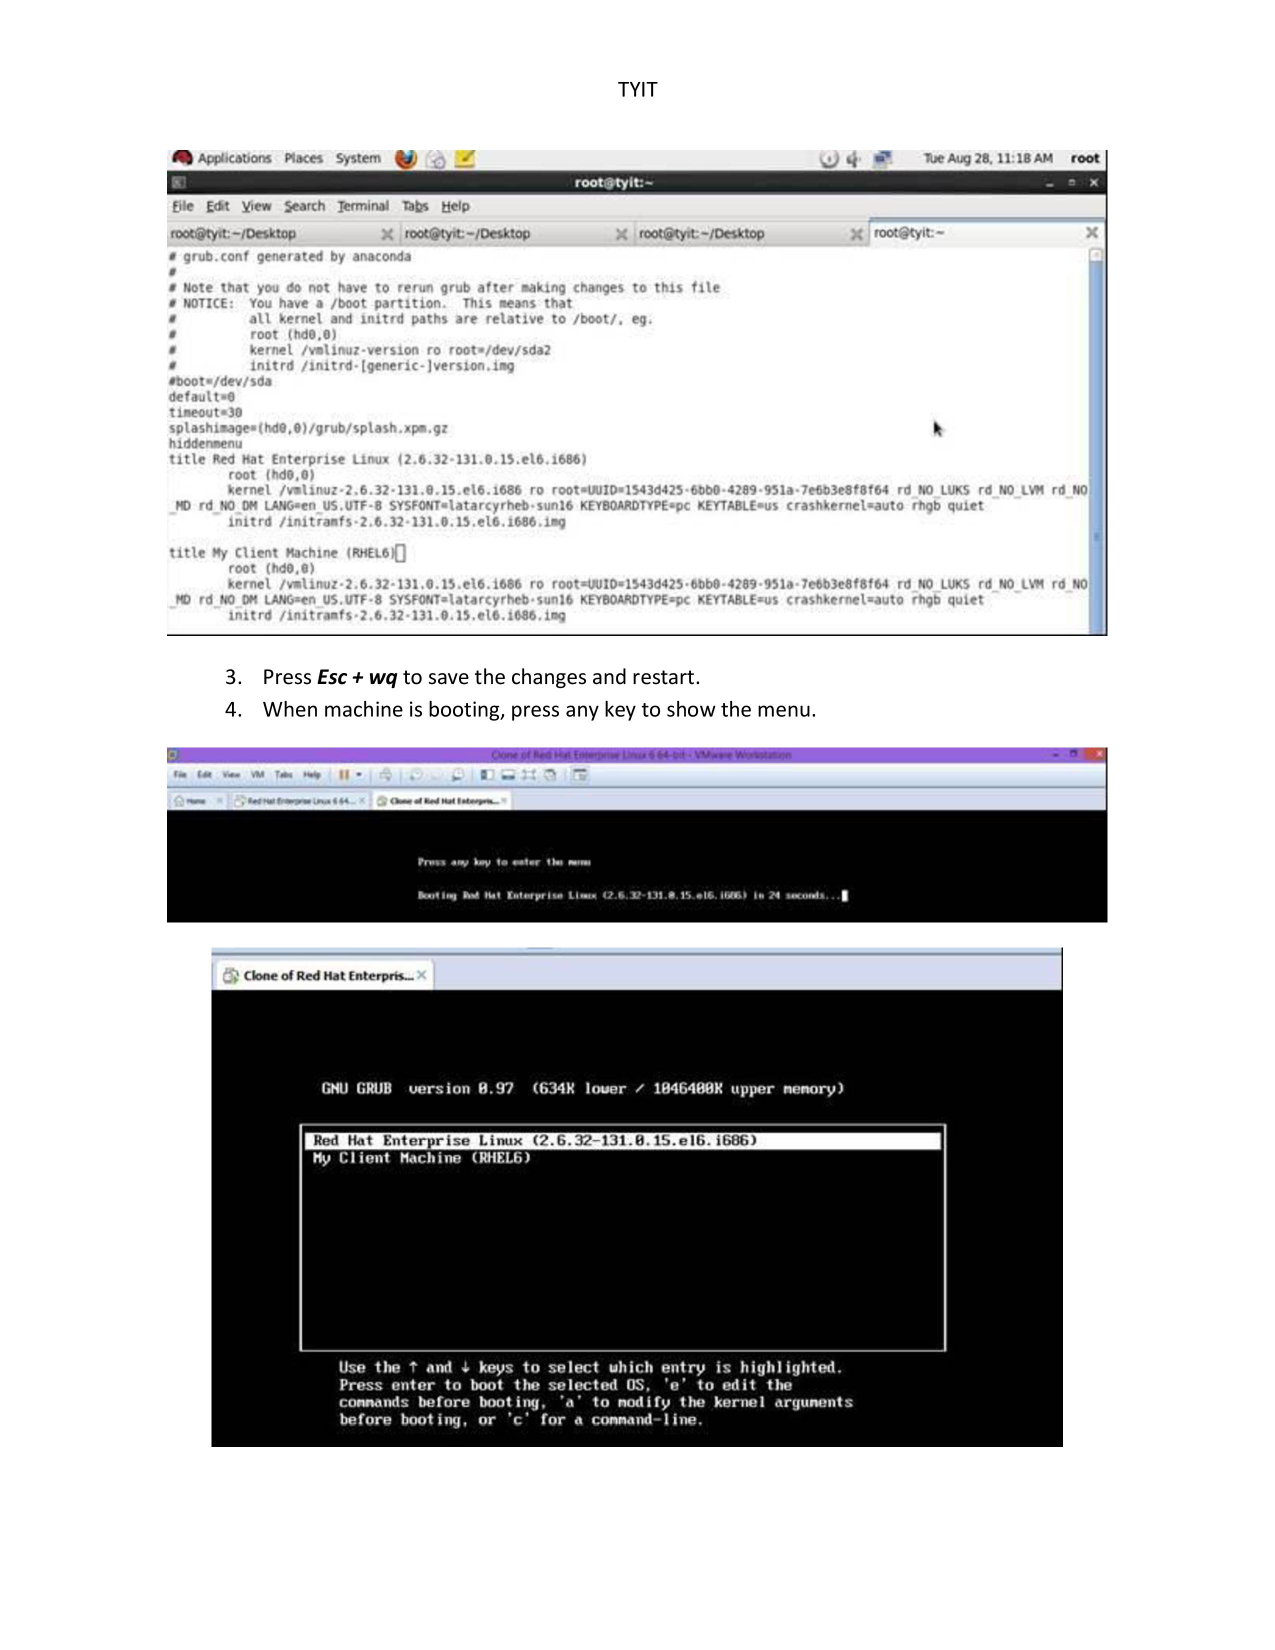 TYIT
Applications Places System Tue Aug 28, 11:18 AM root
root@tyit:~
File Edit View Search Terminal Tabs Help
root@tyit:~/Desktop root@tyit:~/Desktop root@tyit:~/Desktop root@tyit:~
# grub.conf generated by anaconda
#
# Note that you do not have to rerun grub after making changes to this file
# NOTICE:  You have a /boot partition.  This means that
#          all kernel and initrd paths are relative to /boot/, eg.
#          root (hd0,0)
#          kernel /vmlinuz-version ro root=/dev/sda2
#          initrd /initrd-[generic-]version.img
#boot=/dev/sda
default=0
timeout=30
splashimage=(hd0,0)/grub/splash.xpm.gz
hiddenmenu
title Red Hat Enterprise Linux (2.6.32-131.0.15.el6.i686)
root (hd0,0)
kernel /vmlinuz-2.6.32-131.0.15.el6.i686 ro root=UUID=1543d425-6bb0-4289-951a-7e6b3e8f8f64 rd_NO_LUKS rd_NO_LVM rd_NO
_MD rd_NO_DM LANG=en_US.UTF-8 SYSFONT=latarcyrheb-sun16 KEYBOARDTYPE=pc KEYTABLE=us crashkernel=auto rhgb quiet
initrd /initramfs-2.6.32-131.0.15.el6.i686.img
title My Client Machine (RHEL6)
root (hd0,0)
kernel /vmlinuz-2.6.32-131.0.15.el6.i686 ro root=UUID=1543d425-6bb0-4289-951a-7e6b3e8f8f64 rd_NO_LUKS rd_NO_LVM rd_NO
_MD rd_NO_DM LANG=en_US.UTF-8 SYSFONT=latarcyrheb-sun16 KEYBOARDTYPE=pc KEYTABLE=us crashkernel=auto rhgb quiet
initrd /initramfs-2.6.32-131.0.15.el6.i686.img
3. Press Esc + wq to save the changes and restart.
4. When machine is booting, press any key to show the menu.
Clone of Red Hat Enterprise Linux 6 64-bit - VMware Workstation
File Edit View VM Tabs Help
Home Red Hat Enterprise Linux 6 64... Clone of Red Hat Enterpris...
Press any key to enter the menu
Booting Red Hat Enterprise Linux (2.6.32-131.0.15.el6.i686) in 24 seconds...
Clone of Red Hat Enterpris...
GNU GRUB  version 0.97  (634K lower / 1046400K upper memory)
Red Hat Enterprise Linux (2.6.32-131.0.15.el6.i686)
My Client Machine (RHEL6)
Use the ↑ and ↓ keys to select which entry is highlighted.
Press enter to boot the selected OS, 'e' to edit the
commands before booting, 'a' to modify the kernel arguments
before booting, or 'c' for a command-line.